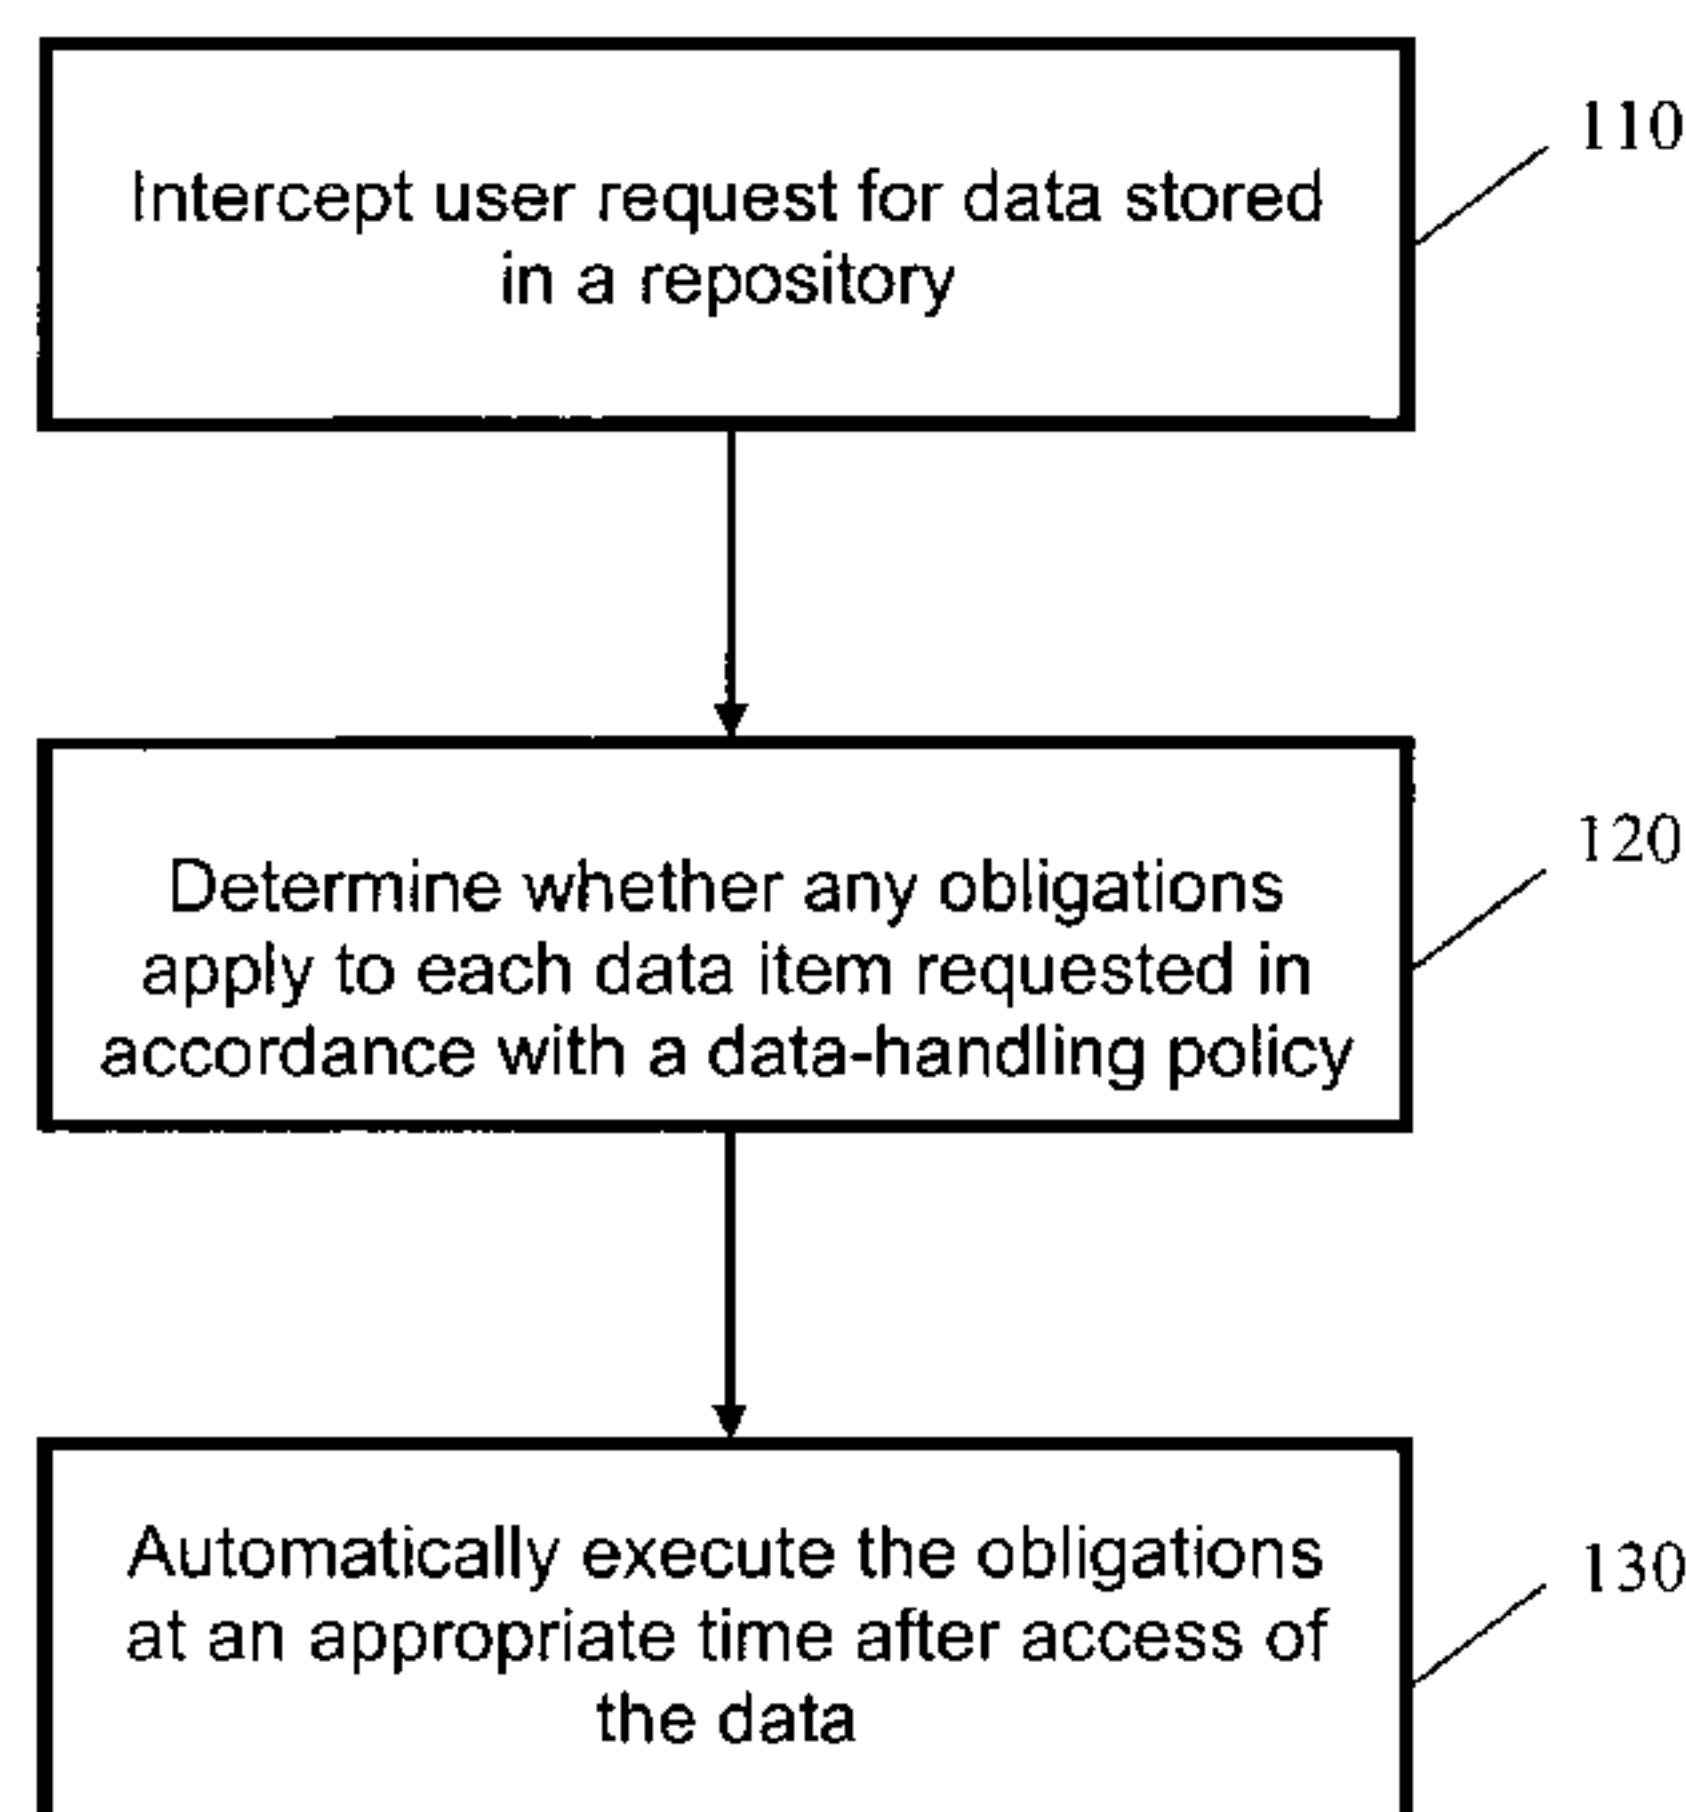 110
Intercept user request for data stored
in a repository
120
Determine whether any obligations
apply to each data item requested in
accordance with a data-handling policy
130
Automatically execute the obligations
at an appropriate time after access of
the data